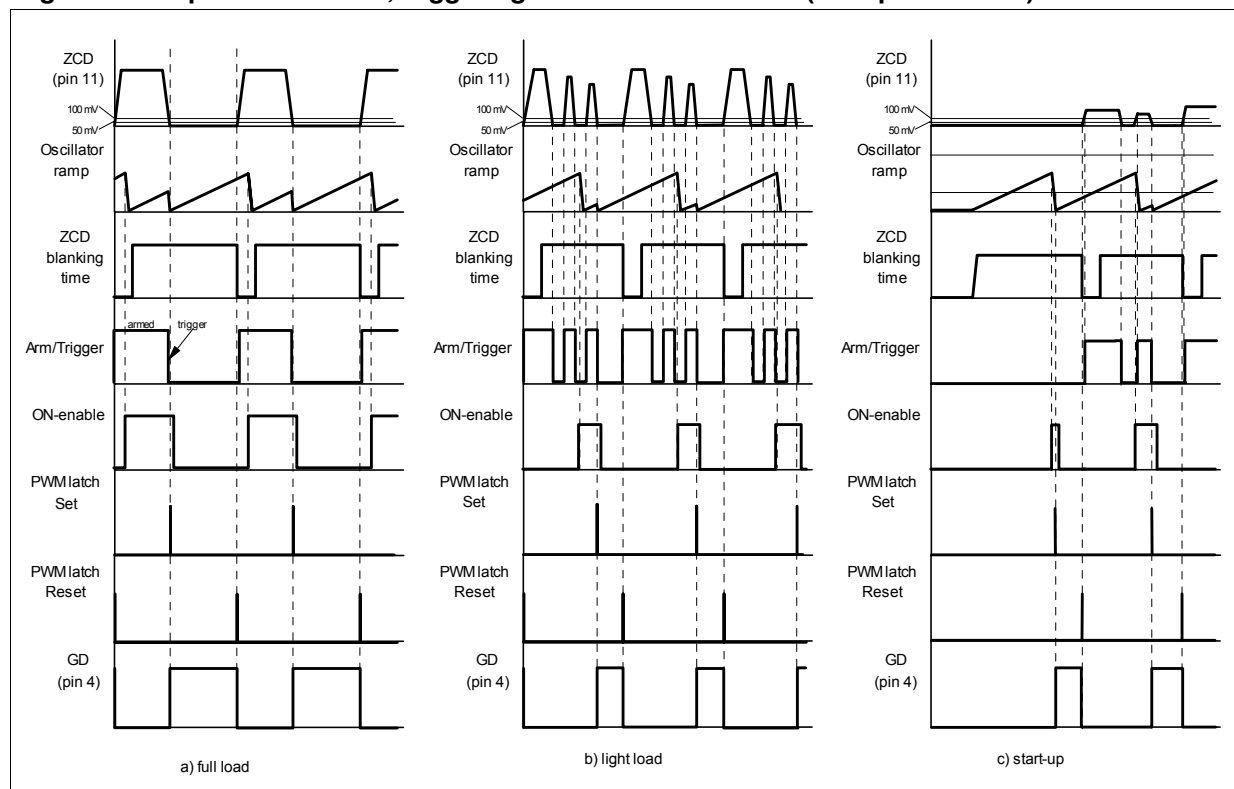 ZCD
(pin 11)
100 mV
50 mV
Oscillator
ramp
ZCD
blanking
time
armed
trigger
Arm/Trigger
ON-enable
PWM latch
Set
PWM latch
Reset
GD
(pin 4)
a) full load
ZCD
(pin 11)
100 mV
50 mV
Oscillator
ramp
ZCD
blanking
time
Arm/Trigger
ON-enable
PWM latch
Set
PWM latch
Reset
GD
(pin 4)
b) light load
ZCD
(pin 11)
100 mV
50 mV
Oscillator
ramp
ZCD
blanking
time
Arm/Trigger
ON-enable
PWM latch
Set
PWM latch
Reset
GD
(pin 4)
c) start-up